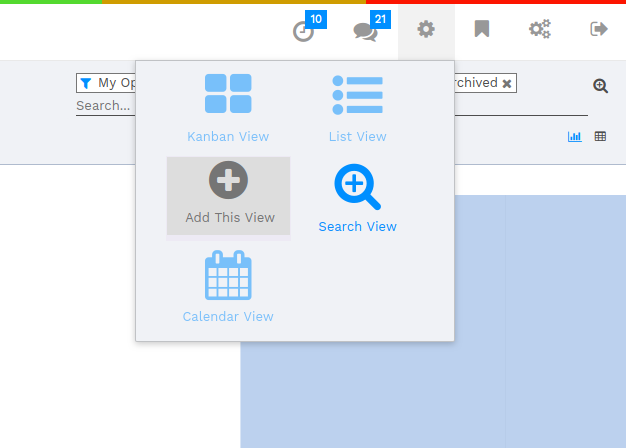 10
21
My Op
rchived
Search...
Kanban View
List View
Add This View
Search View
Calendar View